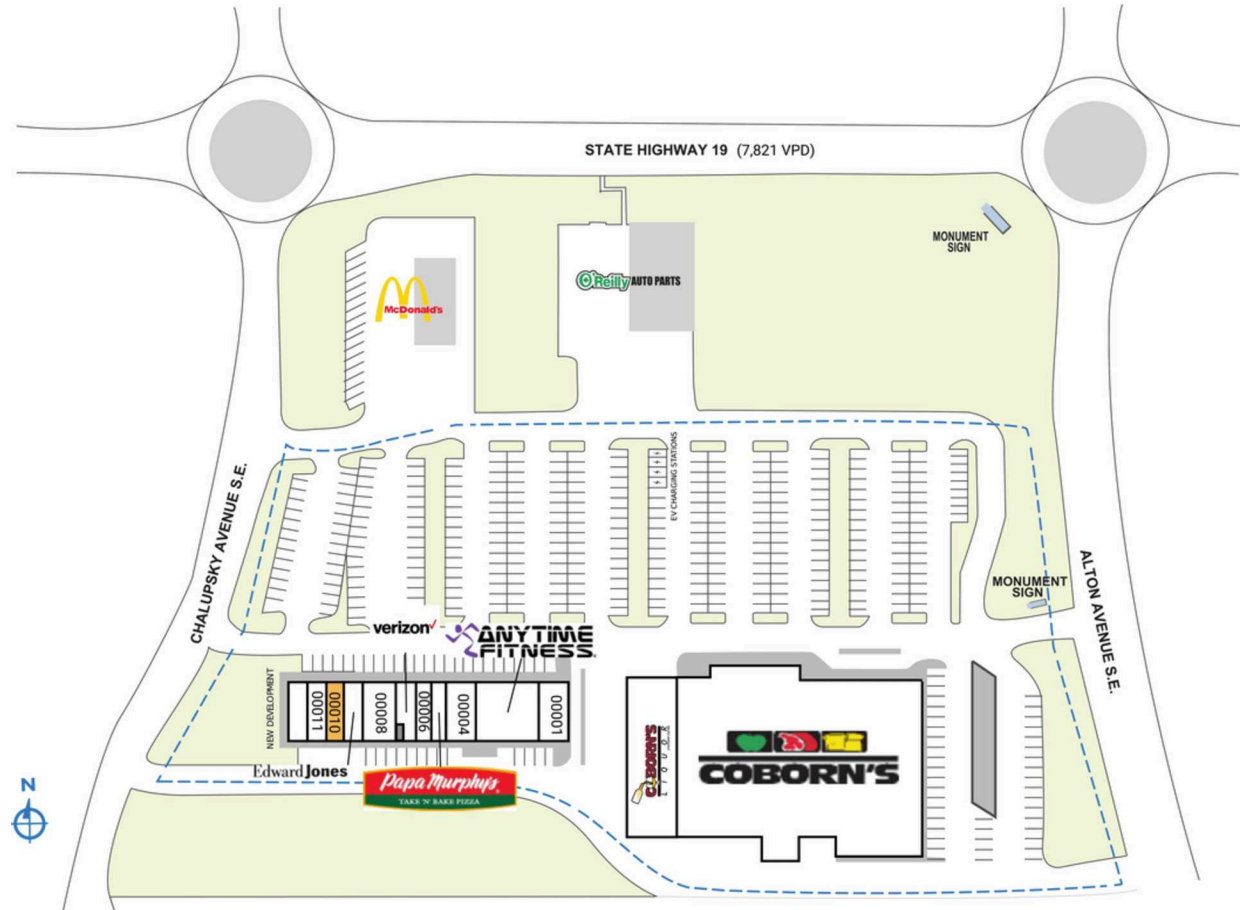 STATE HIGHWAY 19 (7,821 VPD)
MONUMENT
SIGN
McDonald's
O'Reilly AUTO PARTS
EV CHARGING STATIONS
CHALUPSKY AVENUE S.E.
ALTON AVENUE S.E.
MONUMENT
SIGN
verizon
ANYTIME
FITNESS
NEW DEVELOPMENT
00011
00010
00008
00006
00004
00001
Edward Jones
Papa Murphy's
TAKE 'N' BAKE PIZZA
COBORN'S
LIQUOR
COBORN'S
N